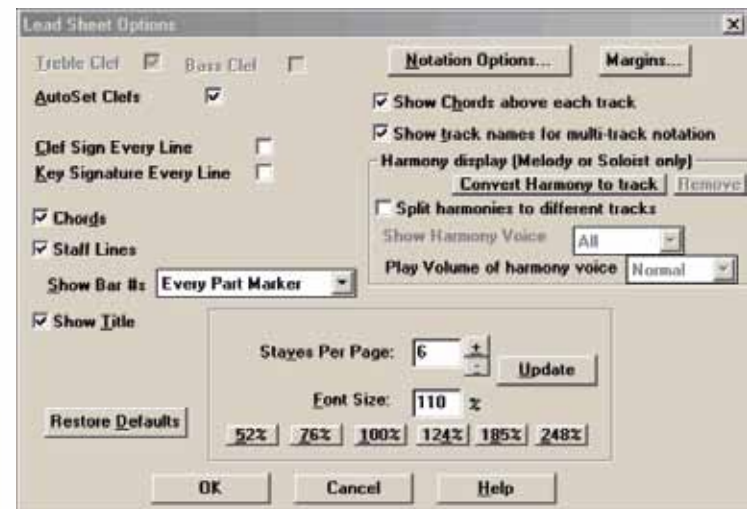 Lead Sheet Options
Treble Clef Bass Clef
AutoSet Clefs
Clef Sign Every Line
Key Signature Every Line
Chords
Staff Lines
Show Bar #s Every Part Marker
Show Title
Restore Defaults
Notation Options... Margins...
Show Chords above each track
Show track names for multi-track notation
Harmony display (Melody or Soloist only)
Convert Harmony to track Remove
Split harmonies to different tracks
Show Harmony Voice All
Play Volume of harmony voice Normal
Staves Per Page: 6 + -
Update
Font Size: 110 %
52% 76% 100% 124% 185% 248%
OK Cancel Help